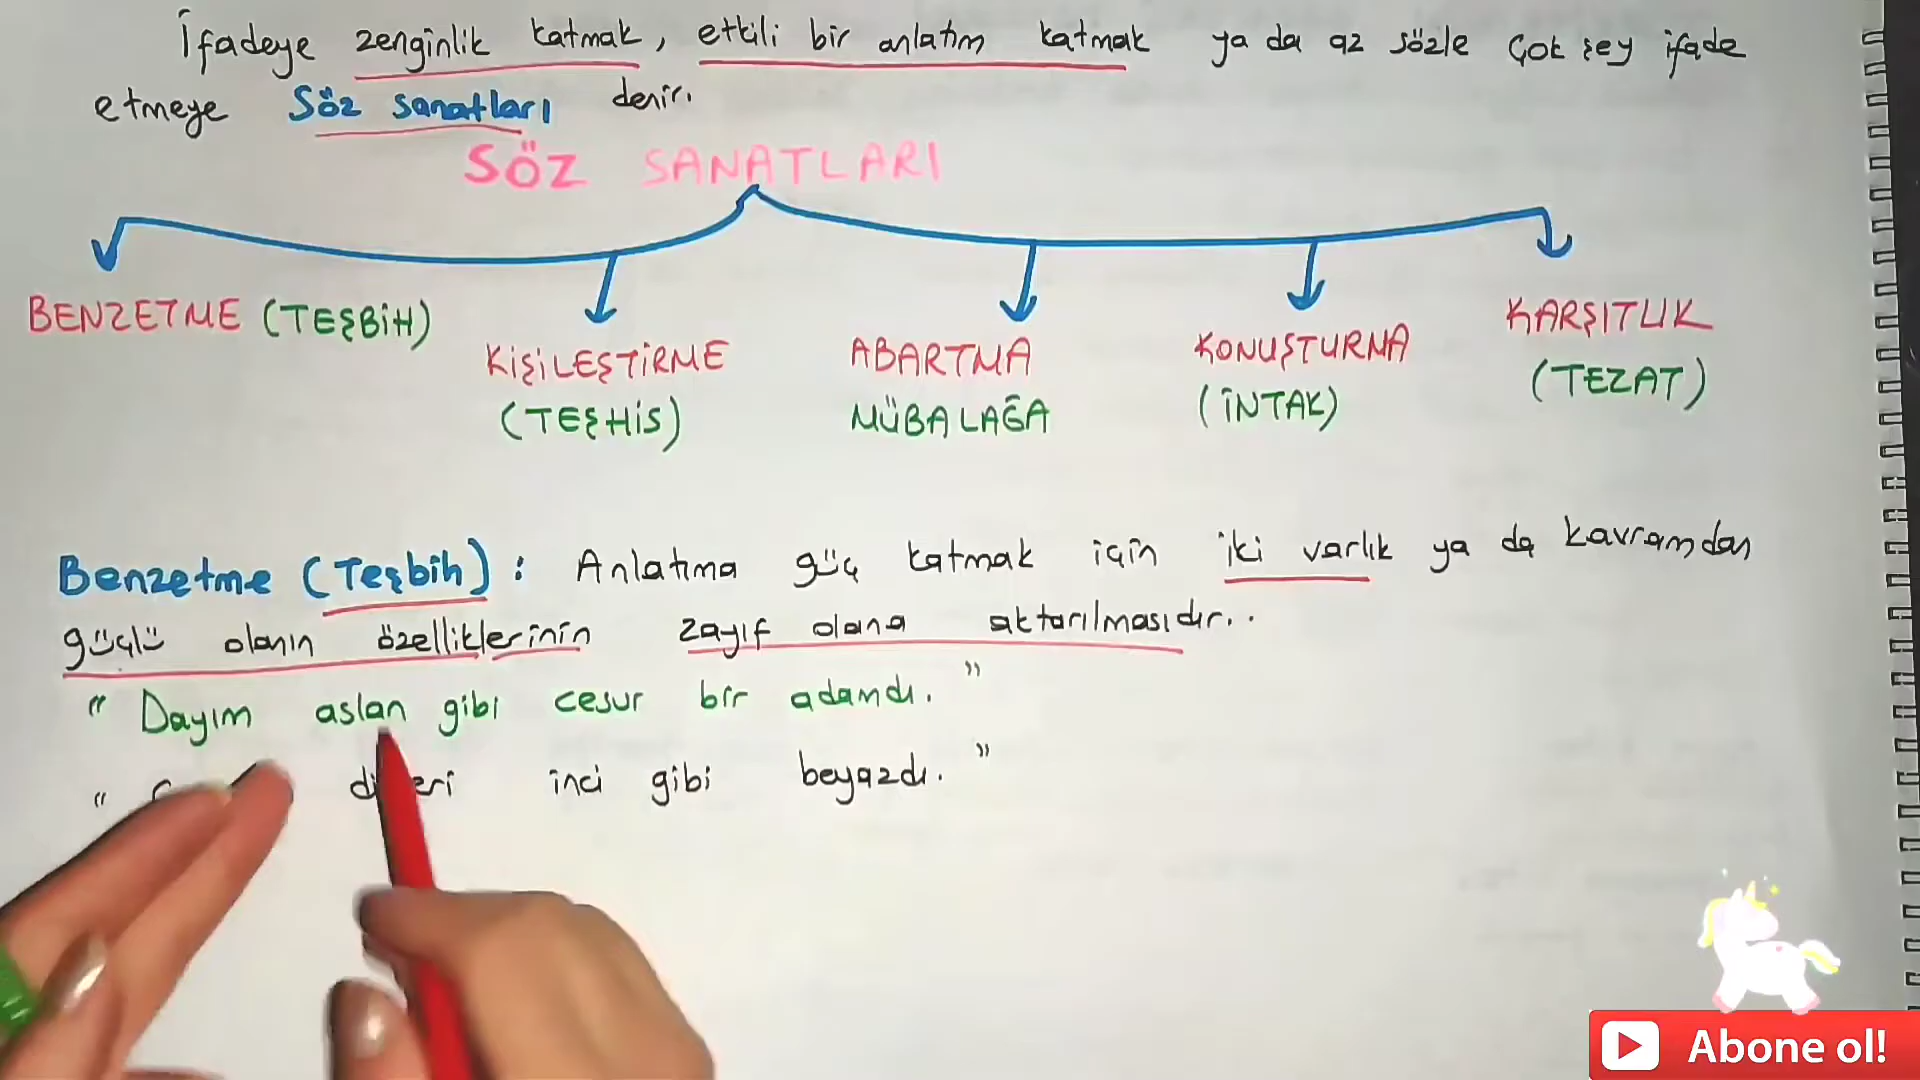 İfadeye zenginlik katmak, etkili bir anlatım katmak ya da az sözle çok şey ifade
etmeye söz sanatları denir.
SÖZ SANATLARI
BENZETME (TEŞBİH)
KİŞİLEŞTİRME
(TEŞHİS)
ABARTMA
MÜBALAĞA
KONUŞTURMA
(İNTAK)
KARŞITLIK
(TEZAT)
Benzetme (Teşbih) : Anlatıma güç katmak için iki varlık ya da kavramdan
güçlü olanın özelliklerinin zayıf olana aktarılmasıdır..
" Dayım aslan gibi cesur bir adamdı. "
" inci gibi beyazdı. "
Abone ol!